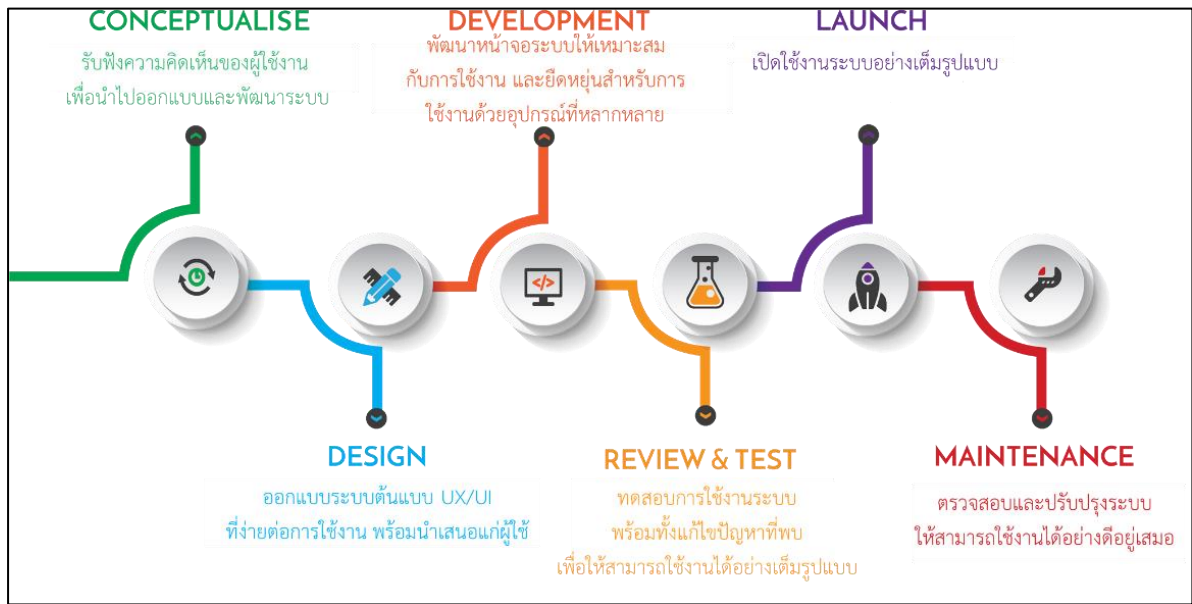 CONCEPTUALISE
รับฟังความคิดเห็นของผู้ใช้งาน
เพื่อนำไปออกแบบและพัฒนาระบบ
DESIGN
ออกแบบระบบต้นแบบ UX/UI
ที่ง่ายต่อการใช้งาน พร้อมนำเสนอแก่ผู้ใช้
DEVELOPMENT
พัฒนาหน้าจอระบบให้เหมาะสม
กับการใช้งาน และยืดหยุ่นสำหรับการ
ใช้งานด้วยอุปกรณ์ที่หลากหลาย
</>
REVIEW & TEST
ทดสอบการใช้งานระบบ
พร้อมทั้งแก้ไขปัญหาที่พบ
เพื่อให้สามารถใช้งานได้อย่างเต็มรูปแบบ
LAUNCH
เปิดใช้งานระบบอย่างเต็มรูปแบบ
MAINTENANCE
ตรวจสอบและปรับปรุงระบบ
ให้สามารถใช้งานได้อย่างดีอยู่เสมอ